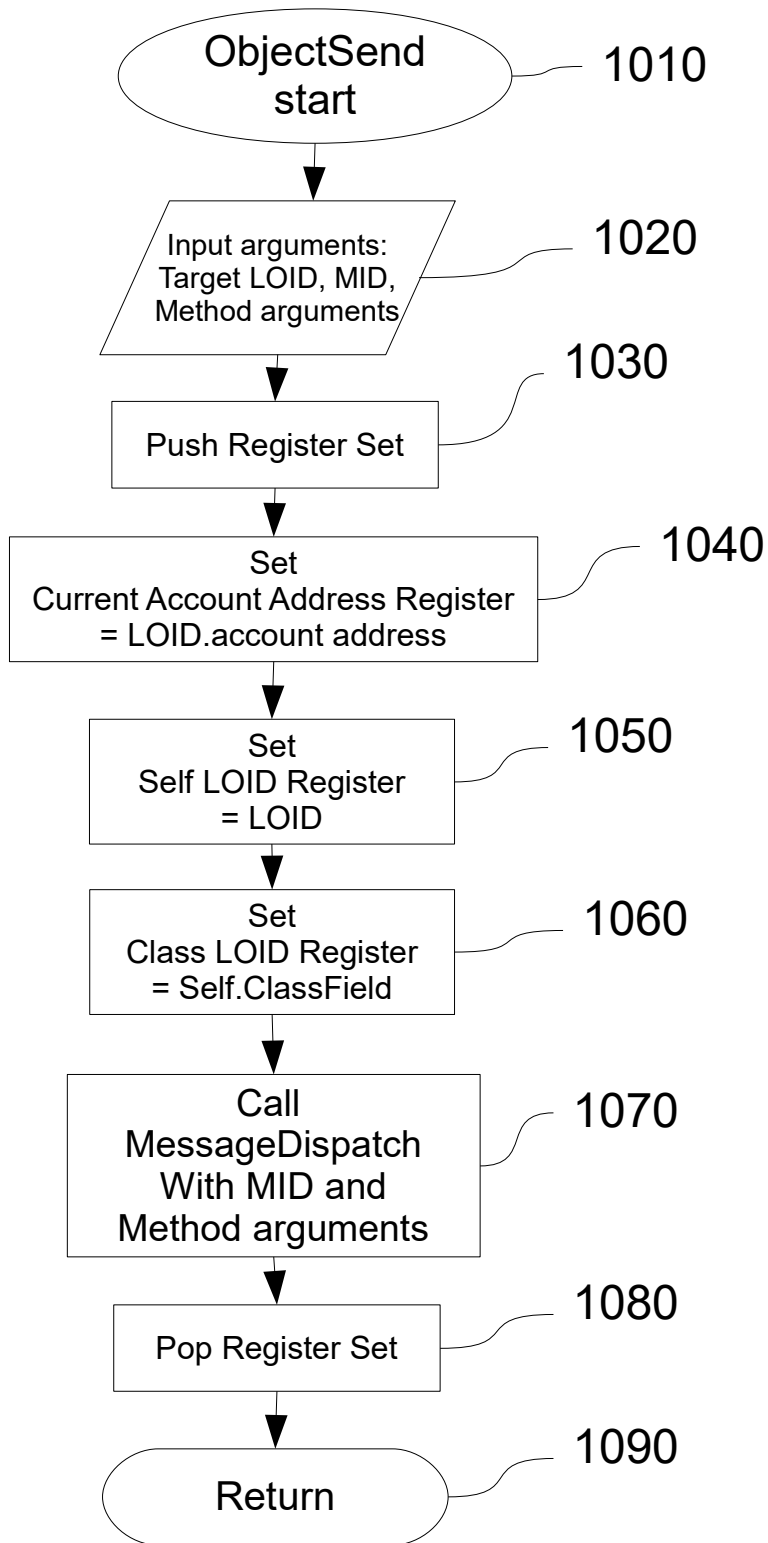 ObjectSend
start
1010
Input arguments:
Target LOID, MID,
Method arguments
1020
1030
Push Register Set
Set
Current Account Address Register
= LOID.account address
1040
Set
Self LOID Register
= LOID
1050
Set
Class LOID Register
= Self.ClassField
1060
Call
MessageDispatch
With MID and
Method arguments
1070
Pop Register Set
1080
Return
1090